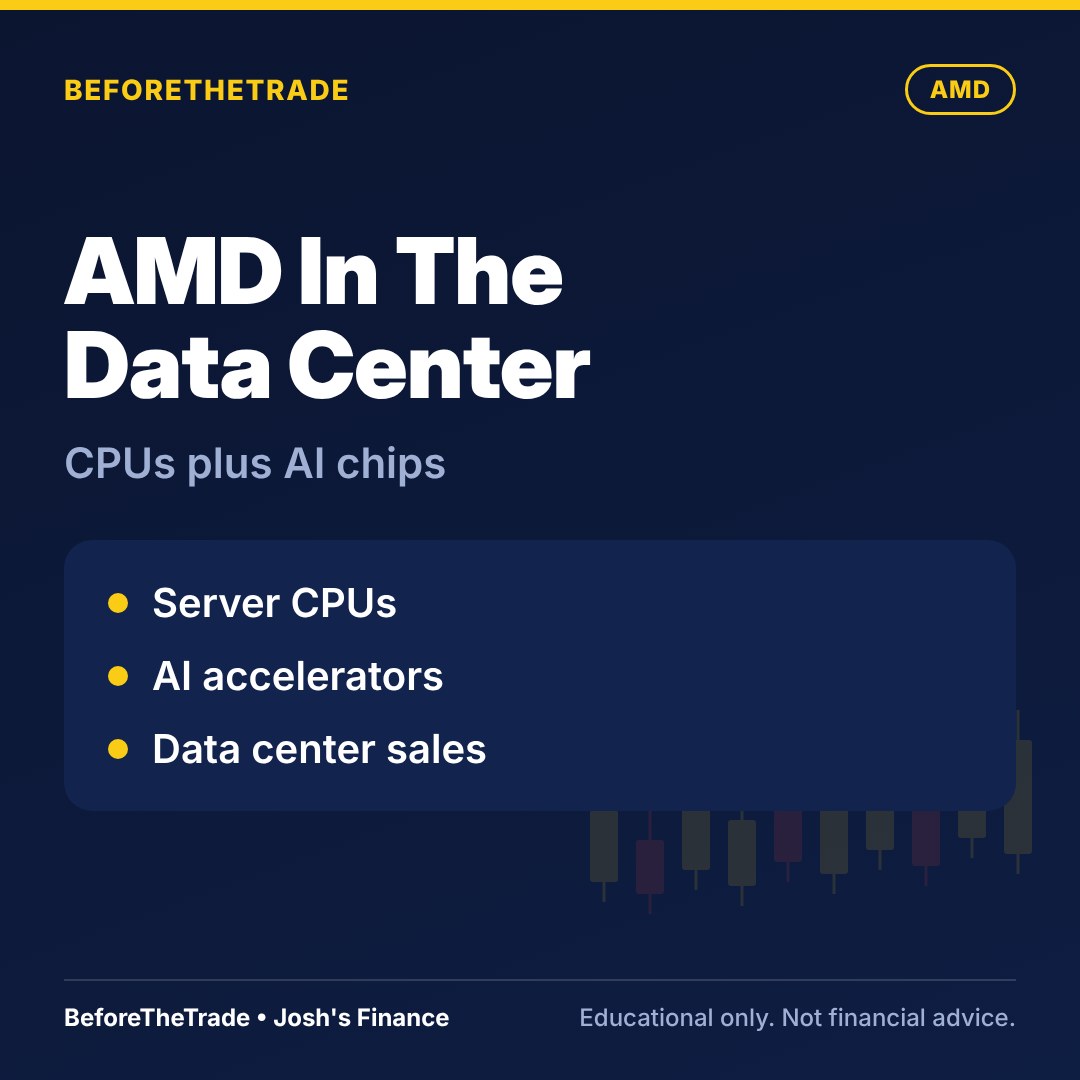 BEFORETHETRADE
AMD
AMD In The
Data Center
CPUs plus AI chips
Server CPUs
AI accelerators
Data center sales
BeforeTheTrade • Josh's Finance
Educational only. Not financial advice.